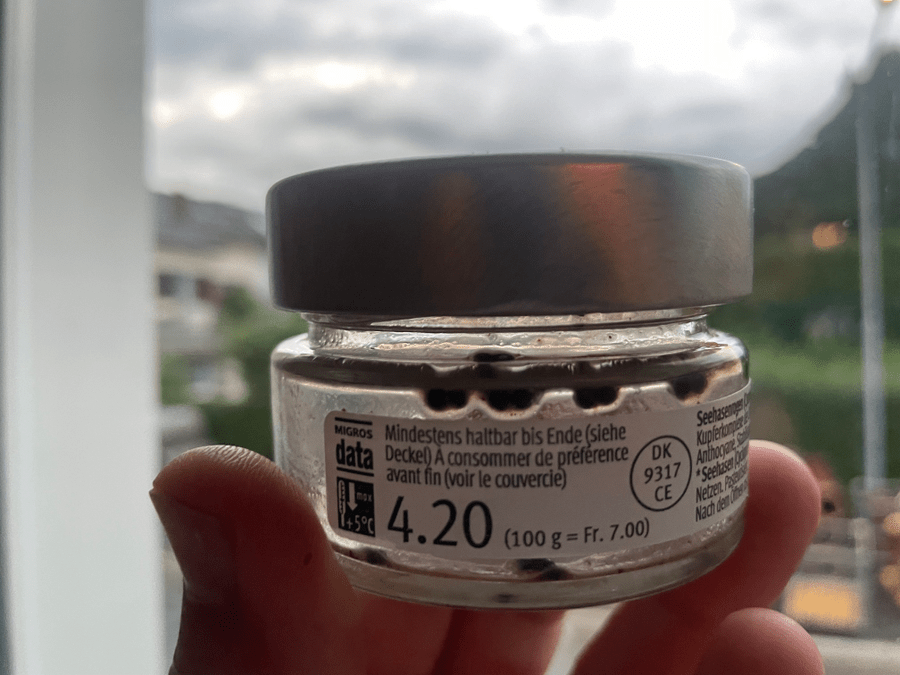 MIGROS
data
max
+5°C
Mindestens haltbar bis Ende (siehe
Deckel) À consommer de préférence
avant fin (voir le couvercle)
4.20 (100 g = Fr. 7.00)
DK
9317
CE
Seehasenrogen
Kupferkomplexe
Anthocyane,
*Seehasen
Netzen,
Nach dem